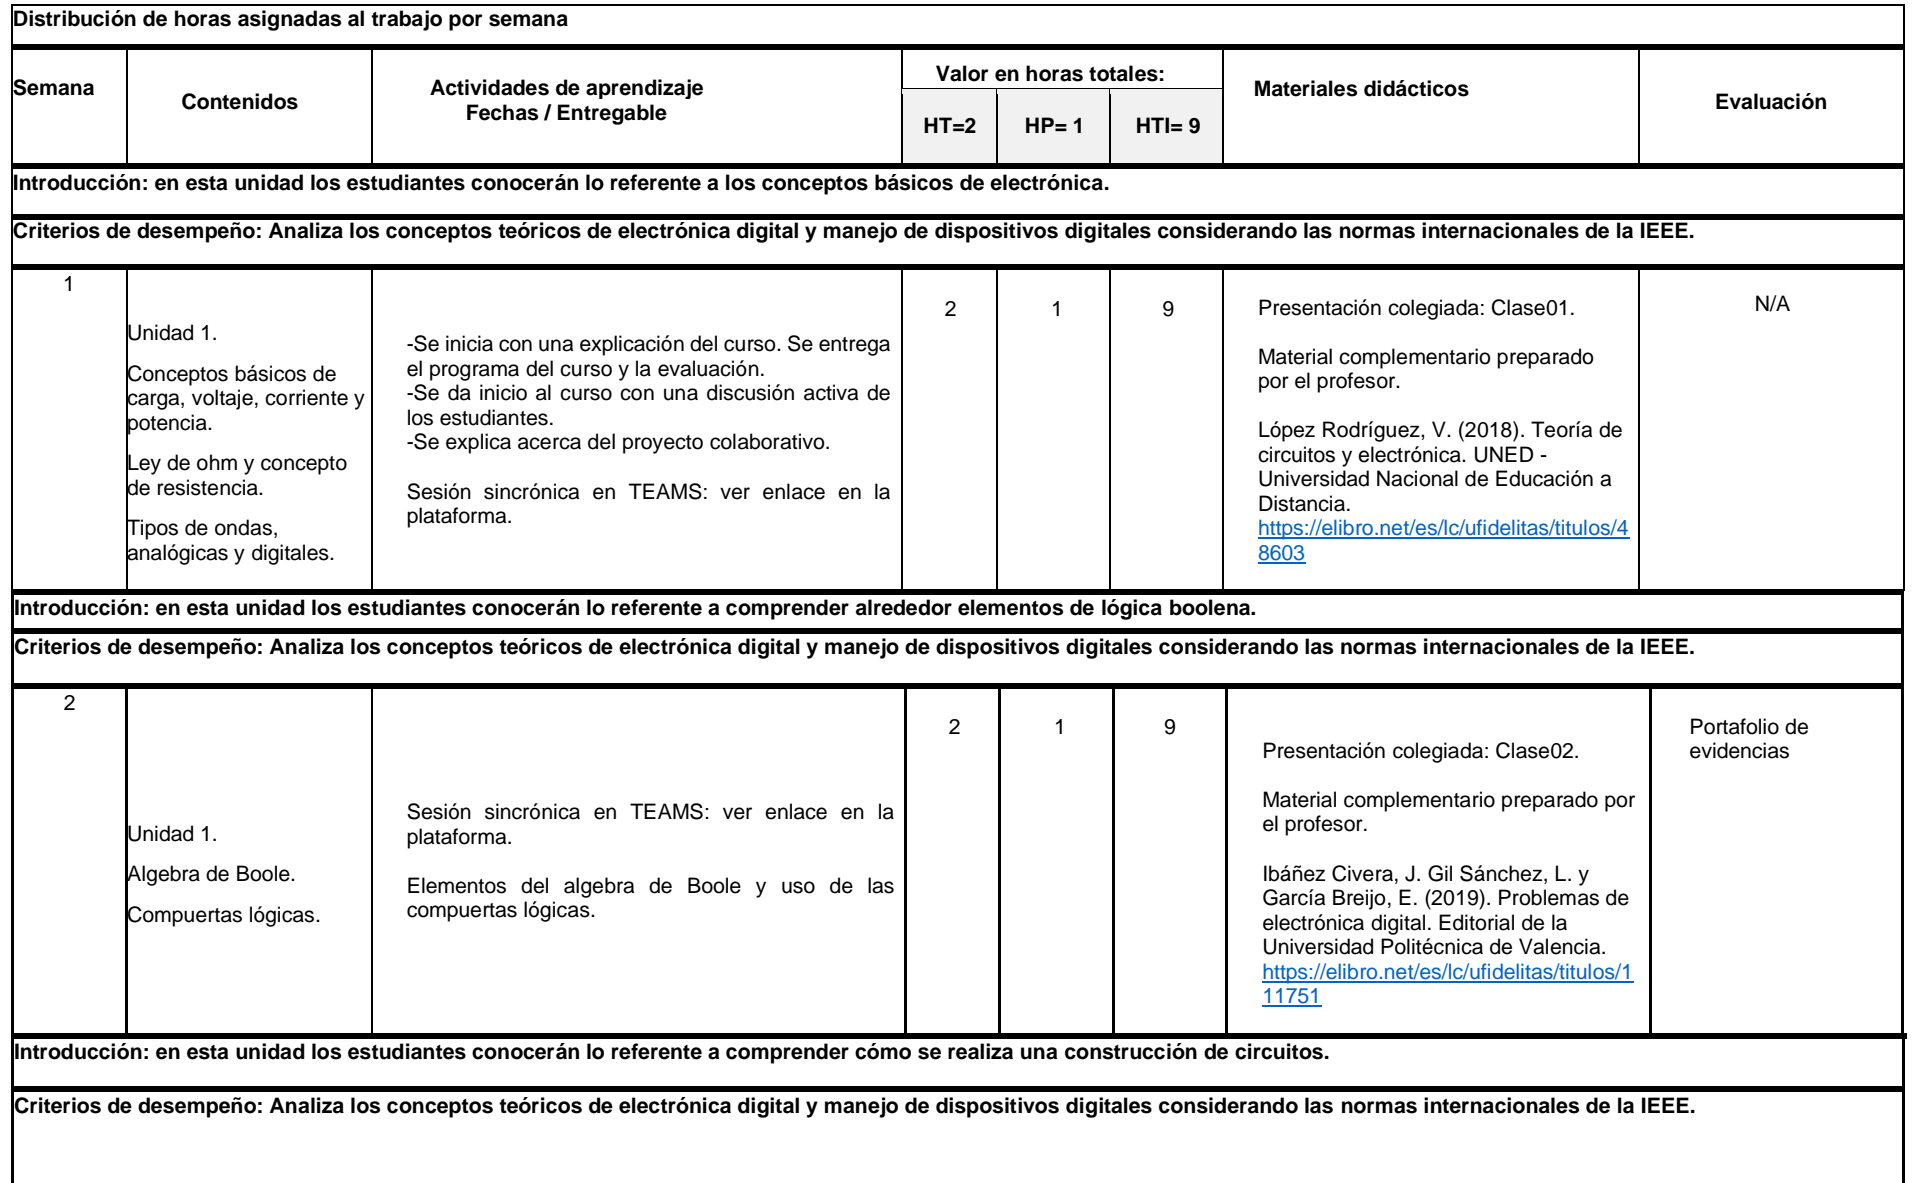 Distribución de horas asignadas al trabajo por semana
Semana
Contenidos
Actividades de aprendizaje
Fechas / Entregable
Valor en horas totales:
HT=2
HP= 1
HTI= 9
Materiales didácticos
Evaluación
Introducción: en esta unidad los estudiantes conocerán lo referente a los conceptos básicos de electrónica.
Criterios de desempeño: Analiza los conceptos teóricos de electrónica digital y manejo de dispositivos digitales considerando las normas internacionales de la IEEE.
1
Unidad 1.
Conceptos básicos de
carga, voltaje, corriente y
potencia.
Ley de ohm y concepto
de resistencia.
Tipos de ondas,
analógicas y digitales.
-Se inicia con una explicación del curso. Se entrega
el programa del curso y la evaluación.
-Se da inicio al curso con una discusión activa de
los estudiantes.
-Se explica acerca del proyecto colaborativo.
Sesión sincrónica en TEAMS: ver enlace en la
plataforma.
2
1
9
Presentación colegiada: Clase01.
Material complementario preparado
por el profesor.
López Rodríguez, V. (2018). Teoría de
circuitos y electrónica. UNED -
Universidad Nacional de Educación a
Distancia.
https://elibro.net/es/lc/ufidelitas/titulos/4
8603
N/A
Introducción: en esta unidad los estudiantes conocerán lo referente a comprender alrededor elementos de lógica boolena.
Criterios de desempeño: Analiza los conceptos teóricos de electrónica digital y manejo de dispositivos digitales considerando las normas internacionales de la IEEE.
2
Unidad 1.
Algebra de Boole.
Compuertas lógicas.
Sesión sincrónica en TEAMS: ver enlace en la
plataforma.
Elementos del algebra de Boole y uso de las
compuertas lógicas.
2
1
9
Presentación colegiada: Clase02.
Material complementario preparado por
el profesor.
Ibáñez Civera, J. Gil Sánchez, L. y
García Breijo, E. (2019). Problemas de
electrónica digital. Editorial de la
Universidad Politécnica de Valencia.
https://elibro.net/es/lc/ufidelitas/titulos/1
11751
Portafolio de
evidencias
Introducción: en esta unidad los estudiantes conocerán lo referente a comprender cómo se realiza una construcción de circuitos.
Criterios de desempeño: Analiza los conceptos teóricos de electrónica digital y manejo de dispositivos digitales considerando las normas internacionales de la IEEE.